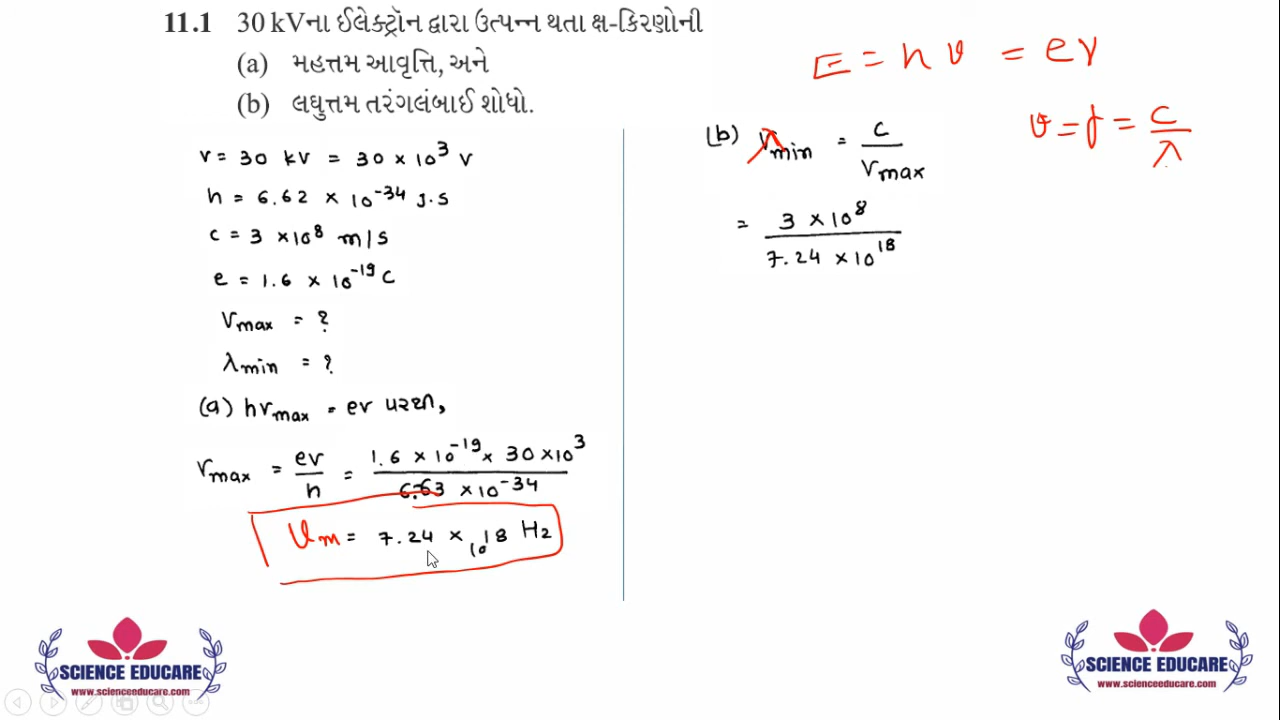 11.1 30 kVના ઈલેક્ટ્રૉન દ્વારા ઉત્પન્ન થતા ક્ષ-કિરણોની
(a) મહત્તમ આવૃત્તિ, અને
(b) લઘુત્તમ તરંગલંબાઈ શોધો.
E = hν = eV
ν = f = c/λ
V = 30 kV = 30 × 10³ V
h = 6.62 × 10⁻³⁴ J·S
c = 3 × 10⁸ m/s
e = 1.6 × 10⁻¹⁹ C
νmax = ?
λmin = ?
(a) hνmax = eV પરથી,
νmax = eV/h = 1.6 × 10⁻¹⁹ × 30 × 10³ / 6.63 × 10⁻³⁴
νm = 7.24 × 10¹⁸ Hz
(b) λmin = c/νmax
= 3 × 10⁸ / 7.24 × 10¹⁸
SCIENCE EDUCARE
www.scienceeducare.com
SCIENCE EDUCARE
www.scienceeducare.com